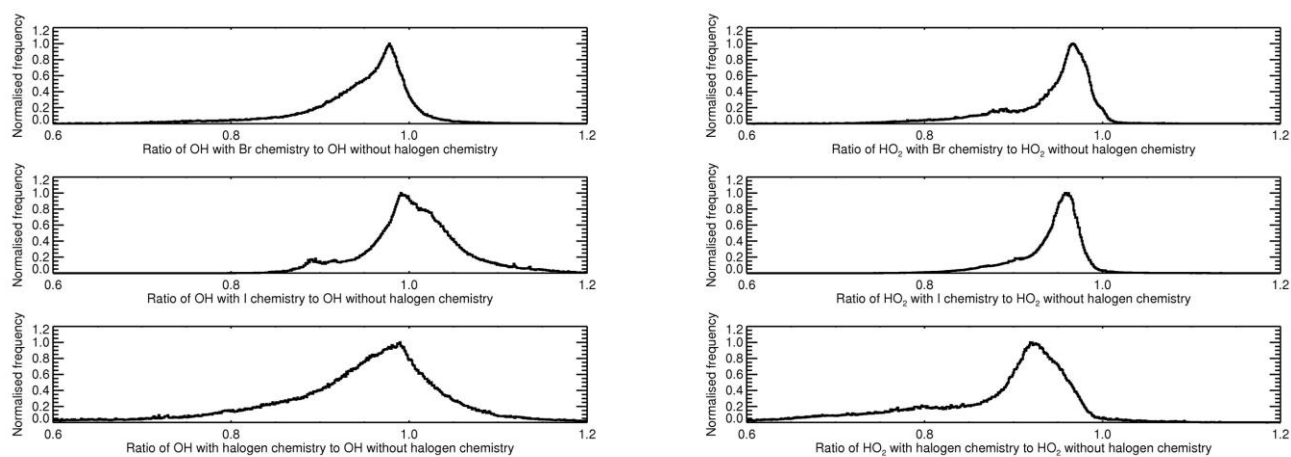 Normalised frequency
1.2
1.0
0.8
0.6
0.4
0.2
0.0
0.6 0.8 1.0 1.2
Ratio of OH with Br chemistry to OH without halogen chemistry
Normalised frequency
1.2
1.0
0.8
0.6
0.4
0.2
0.0
0.6 0.8 1.0 1.2
Ratio of OH with I chemistry to OH without halogen chemistry
Normalised frequency
1.2
1.0
0.8
0.6
0.4
0.2
0.0
0.6 0.8 1.0 1.2
Ratio of OH with halogen chemistry to OH without halogen chemistry
Normalised frequency
1.2
1.0
0.8
0.6
0.4
0.2
0.0
0.6 0.8 1.0 1.2
Ratio of HO₂ with Br chemistry to HO₂ without halogen chemistry
Normalised frequency
1.2
1.0
0.8
0.6
0.4
0.2
0.0
0.6 0.8 1.0 1.2
Ratio of HO₂ with I chemistry to HO₂ without halogen chemistry
Normalised frequency
1.2
1.0
0.8
0.6
0.4
0.2
0.0
0.6 0.8 1.0 1.2
Ratio of HO₂ with halogen chemistry to HO₂ without halogen chemistry